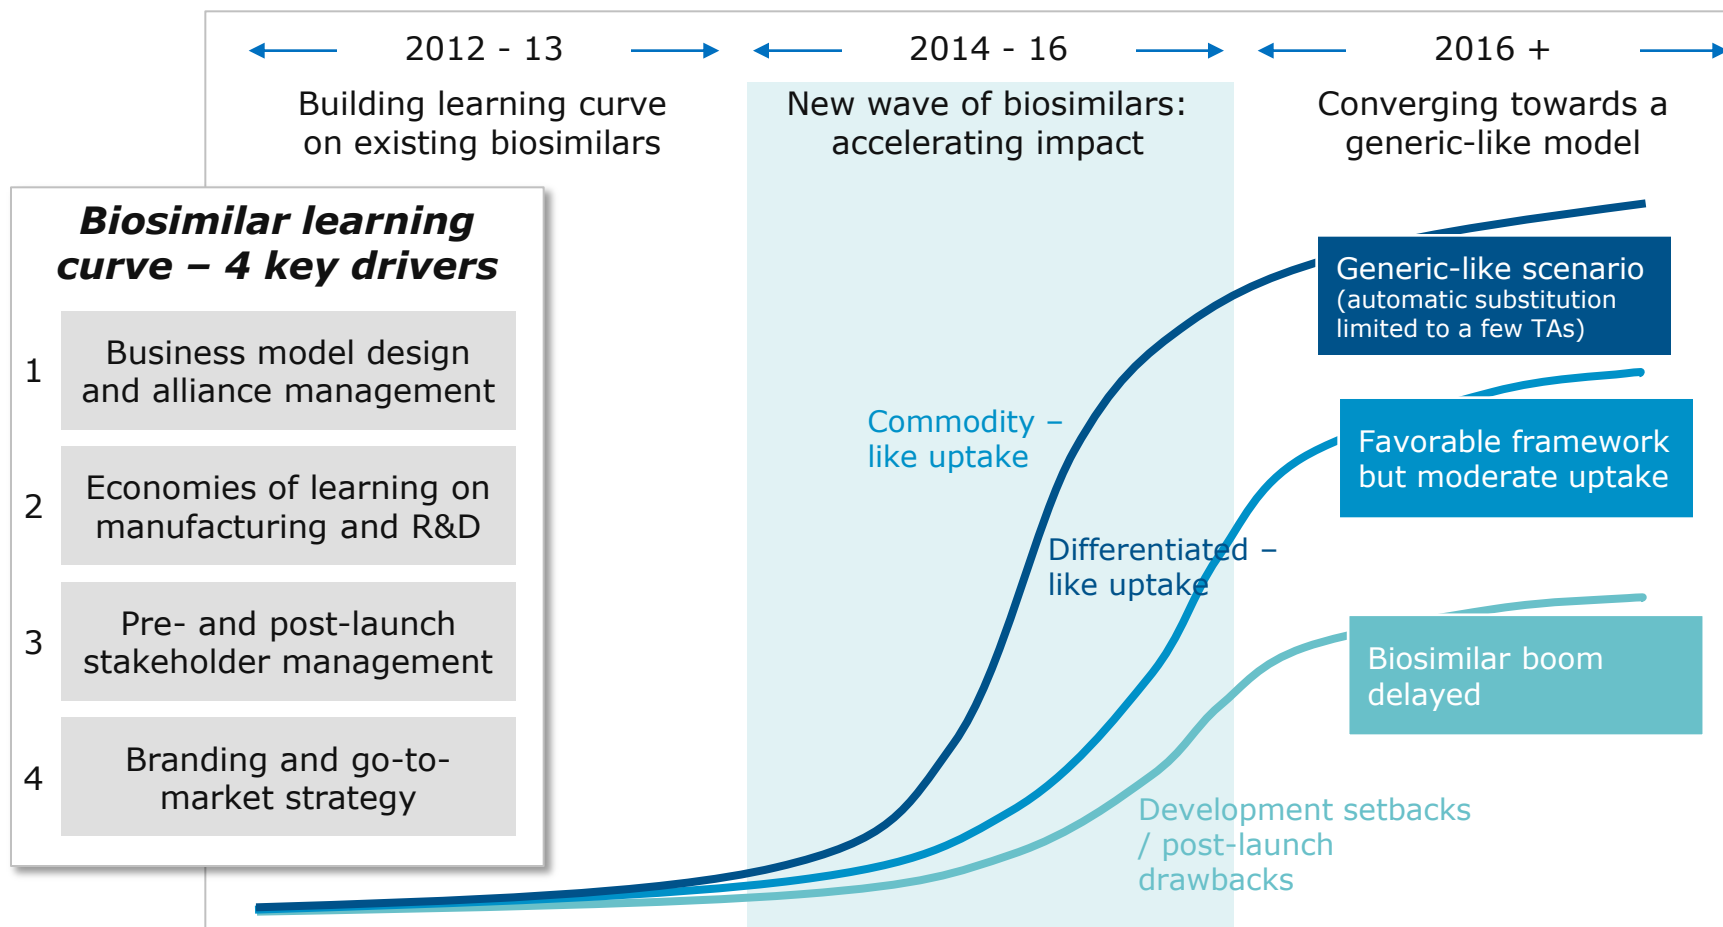 2012 - 13
2014 - 16
2016 +
Building learning curve
on existing biosimilars
New wave of biosimilars:
accelerating impact
Converging towards a
generic-like model
Biosimilar learning
curve – 4 key drivers
1
Business model design
and alliance management
2
Economies of learning on
manufacturing and R&D
3
Pre- and post-launch
stakeholder management
4
Branding and go-to-
market strategy
Commodity –
like uptake
Differentiated –
like uptake
Development setbacks
/ post-launch
drawbacks
Generic-like scenario
(automatic substitution
limited to a few TAs)
Favorable framework
but moderate uptake
Biosimilar boom
delayed